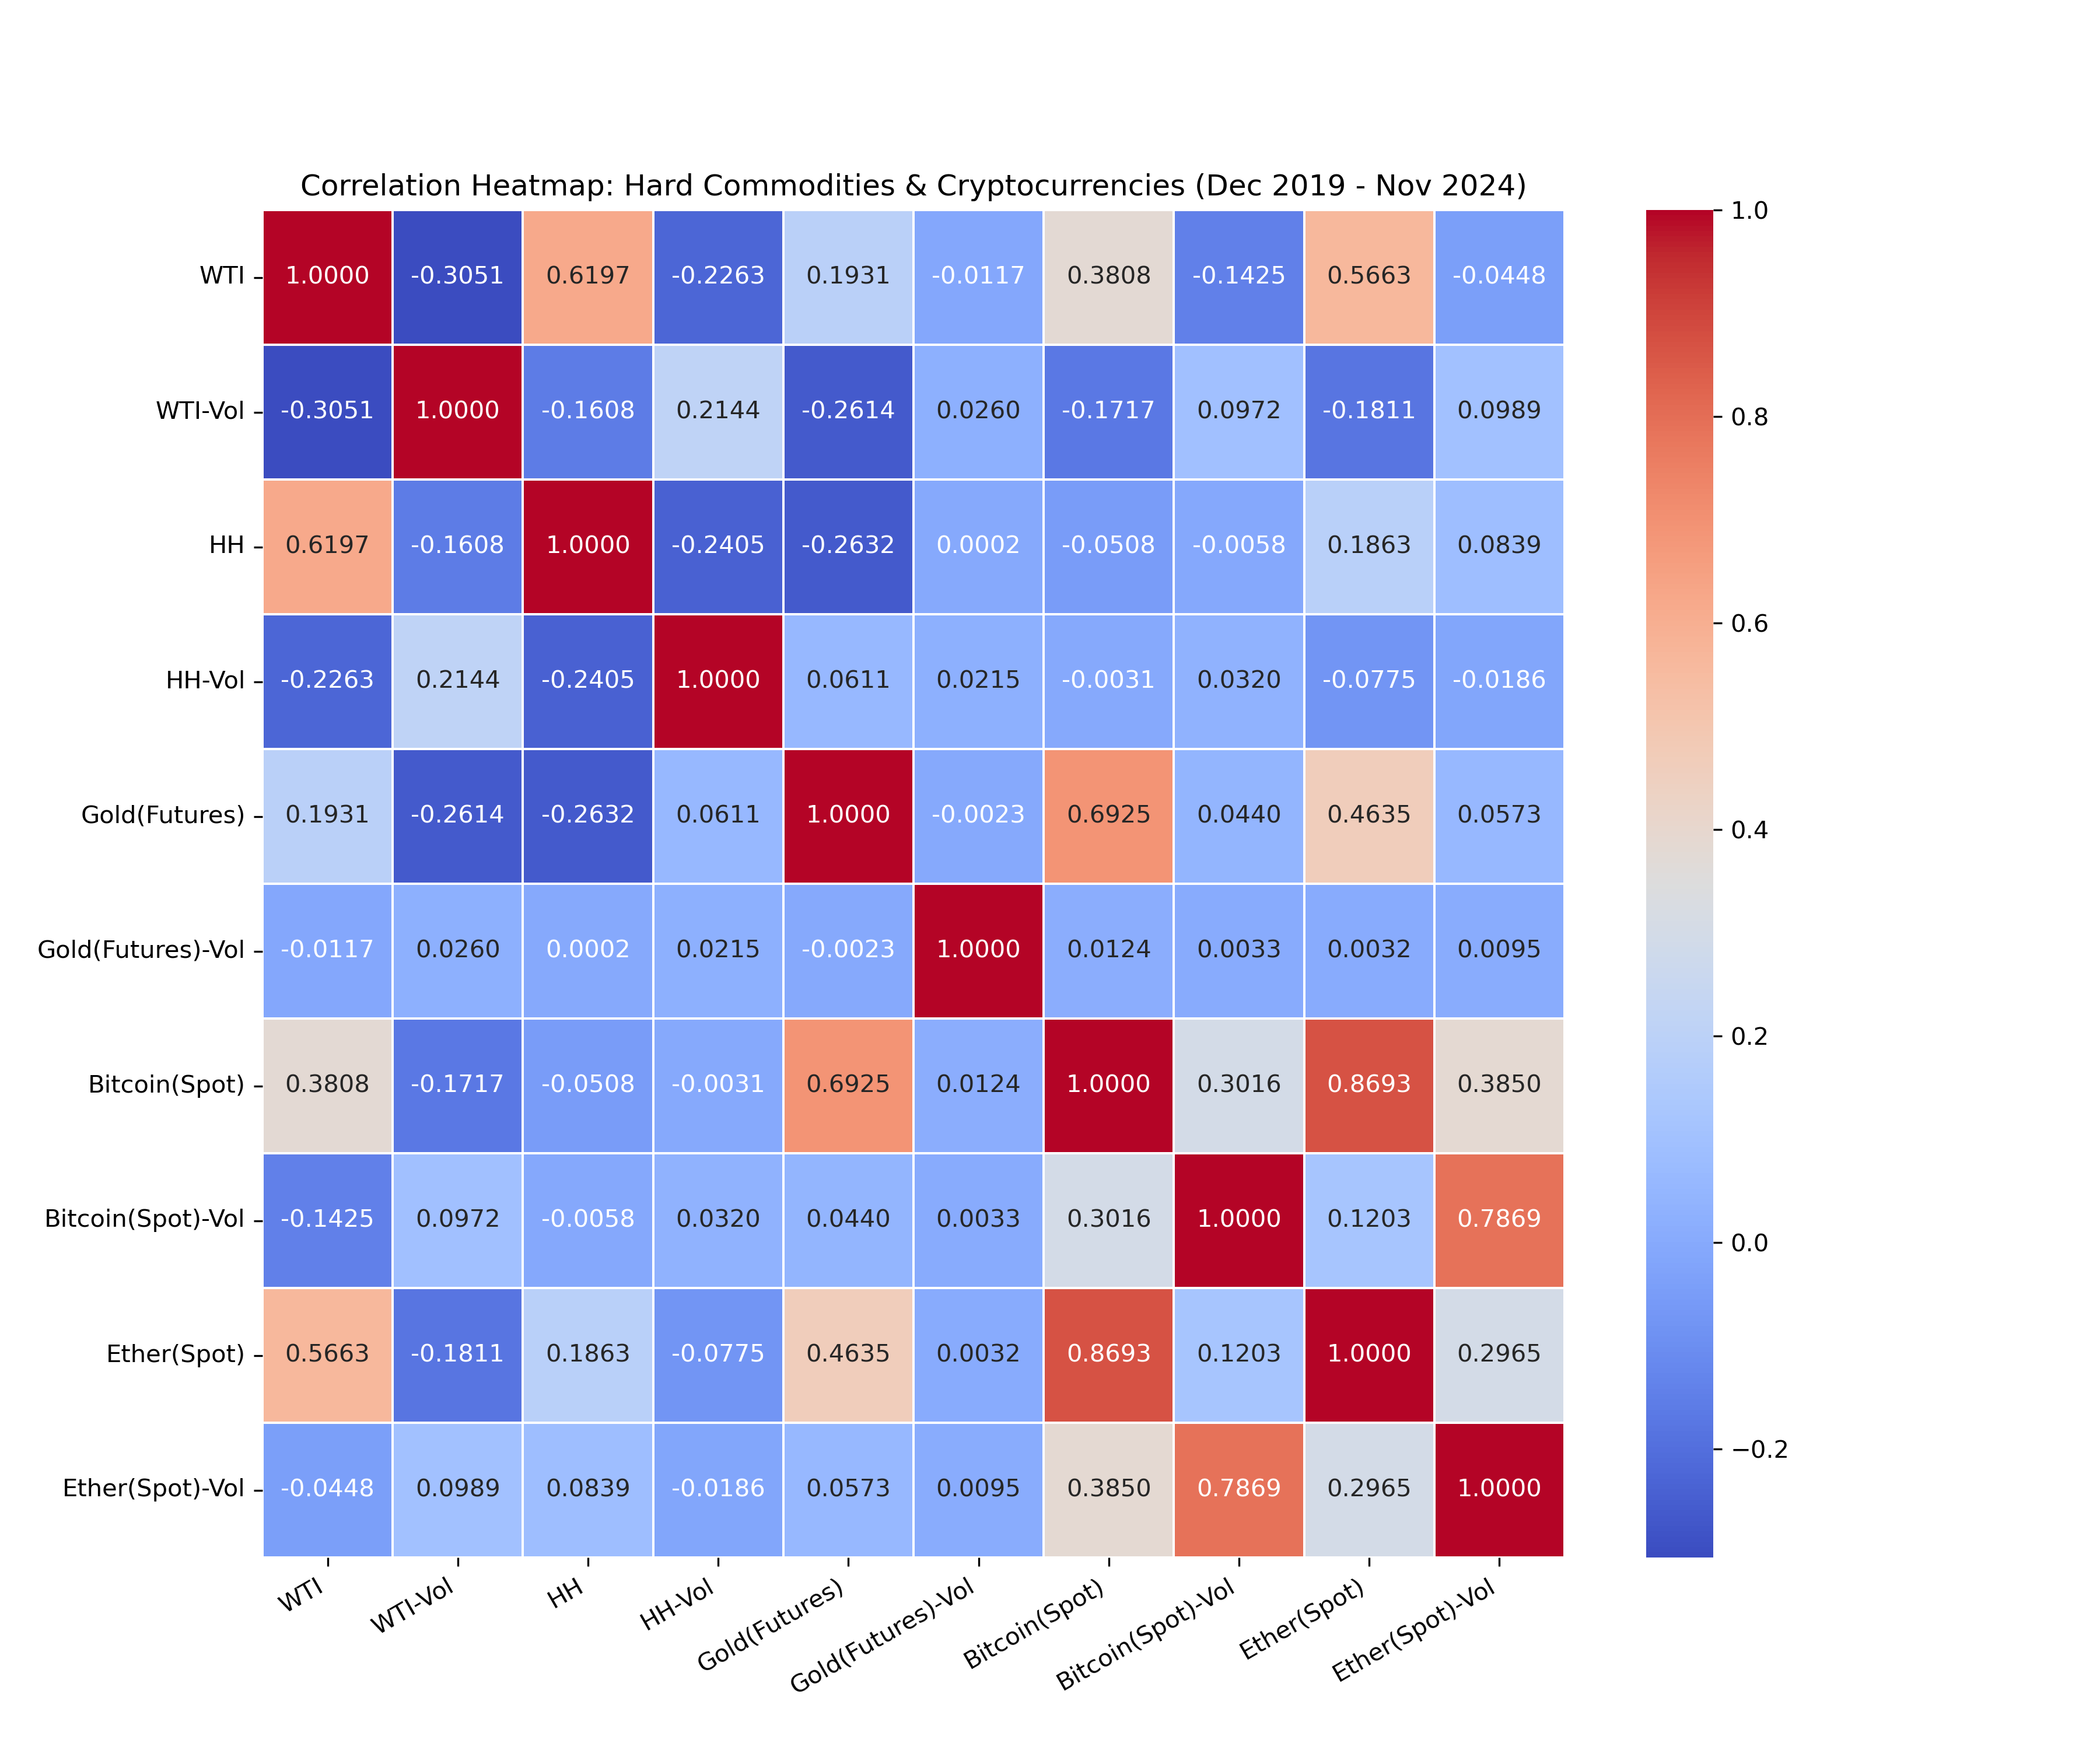 Correlation Heatmap: Hard Commodities & Cryptocurrencies (Dec 2019 - Nov 2024)
WTI 1.0000 -0.3051 0.6197 -0.2263 0.1931 -0.0117 0.3808 -0.1425 0.5663 -0.0448
WTI-Vol -0.3051 1.0000 -0.1608 0.2144 -0.2614 0.0260 -0.1717 0.0972 -0.1811 0.0989
HH 0.6197 -0.1608 1.0000 -0.2405 -0.2632 0.0002 -0.0508 -0.0058 0.1863 0.0839
HH-Vol -0.2263 0.2144 -0.2405 1.0000 0.0611 0.0215 -0.0031 0.0320 -0.0775 -0.0186
Gold(Futures) 0.1931 -0.2614 -0.2632 0.0611 1.0000 -0.0023 0.6925 0.0440 0.4635 0.0573
Gold(Futures)-Vol -0.0117 0.0260 0.0002 0.0215 -0.0023 1.0000 0.0124 0.0033 0.0032 0.0095
Bitcoin(Spot) 0.3808 -0.1717 -0.0508 -0.0031 0.6925 0.0124 1.0000 0.3016 0.8693 0.3850
Bitcoin(Spot)-Vol -0.1425 0.0972 -0.0058 0.0320 0.0440 0.0033 0.3016 1.0000 0.1203 0.7869
Ether(Spot) 0.5663 -0.1811 0.1863 -0.0775 0.4635 0.0032 0.8693 0.1203 1.0000 0.2965
Ether(Spot)-Vol -0.0448 0.0989 0.0839 -0.0186 0.0573 0.0095 0.3850 0.7869 0.2965 1.0000
WTI WTI-Vol HH HH-Vol Gold(Futures) Gold(Futures)-Vol Bitcoin(Spot) Bitcoin(Spot)-Vol Ether(Spot) Ether(Spot)-Vol
1.0
0.8
0.6
0.4
0.2
0.0
−0.2